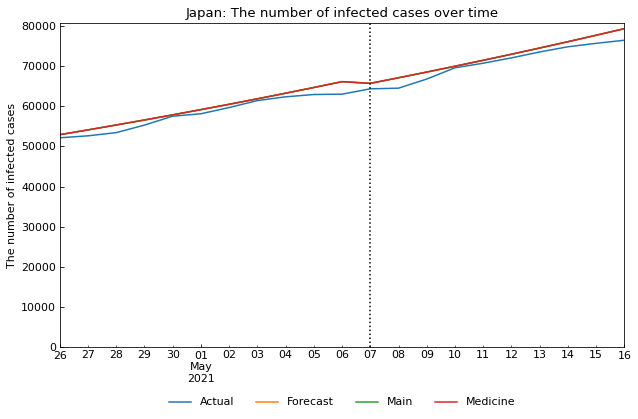 Japan: The number of infected cases over time
The number of infected cases
80000
70000
60000
50000
40000
30000
20000
10000
0
26 27 28 29 30 01 02 03 04 05 06 07 08 09 10 11 12 13 14 15 16
May
2021
Actual Forecast Main Medicine